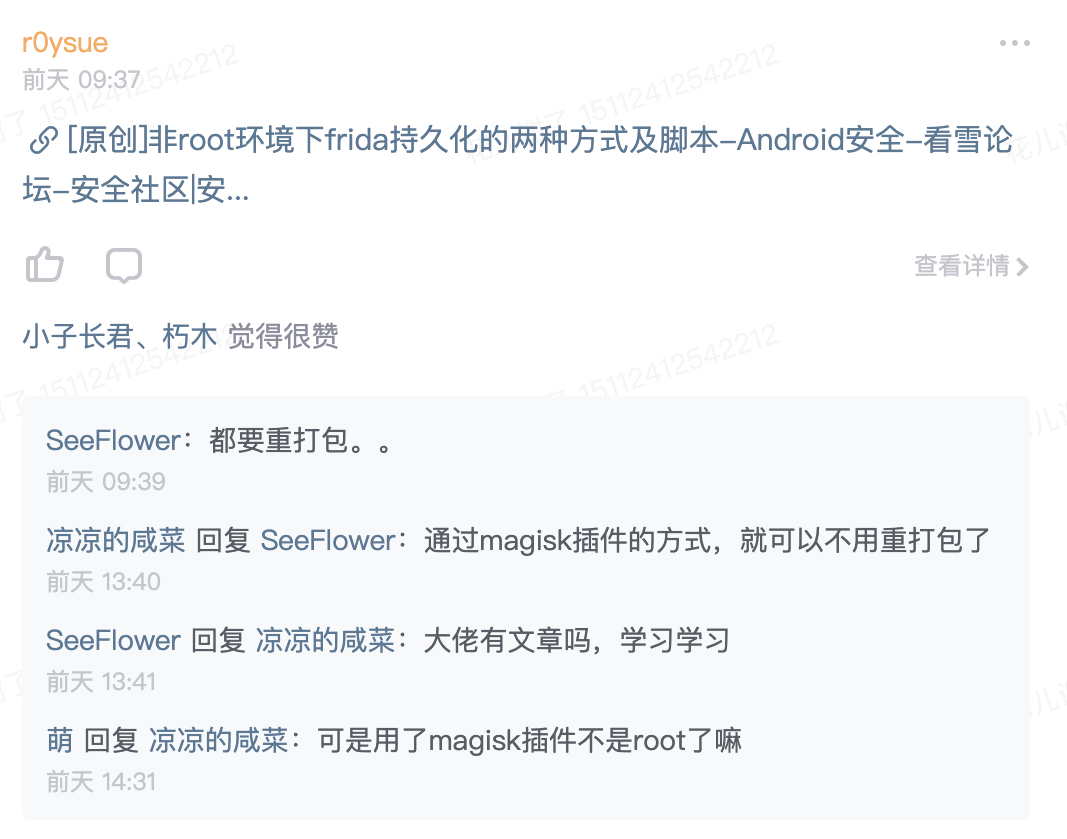 r0ysue
前天 09:37
[原创]非root环境下frida持久化的两种方式及脚本-Android安全-看雪论
坛-安全社区|安...
查看详情
小子长君、朽木 觉得很赞
SeeFlower：都要重打包。。
前天 09:39
凉凉的咸菜 回复 SeeFlower：通过magisk插件的方式，就可以不用重打包了
前天 13:40
SeeFlower 回复 凉凉的咸菜：大佬有文章吗，学习学习
前天 13:41
萌 回复 凉凉的咸菜：可是用了magisk插件不是root了嘛
前天 14:31
15112412542212
15112412542212
15112412542212
15112412542212